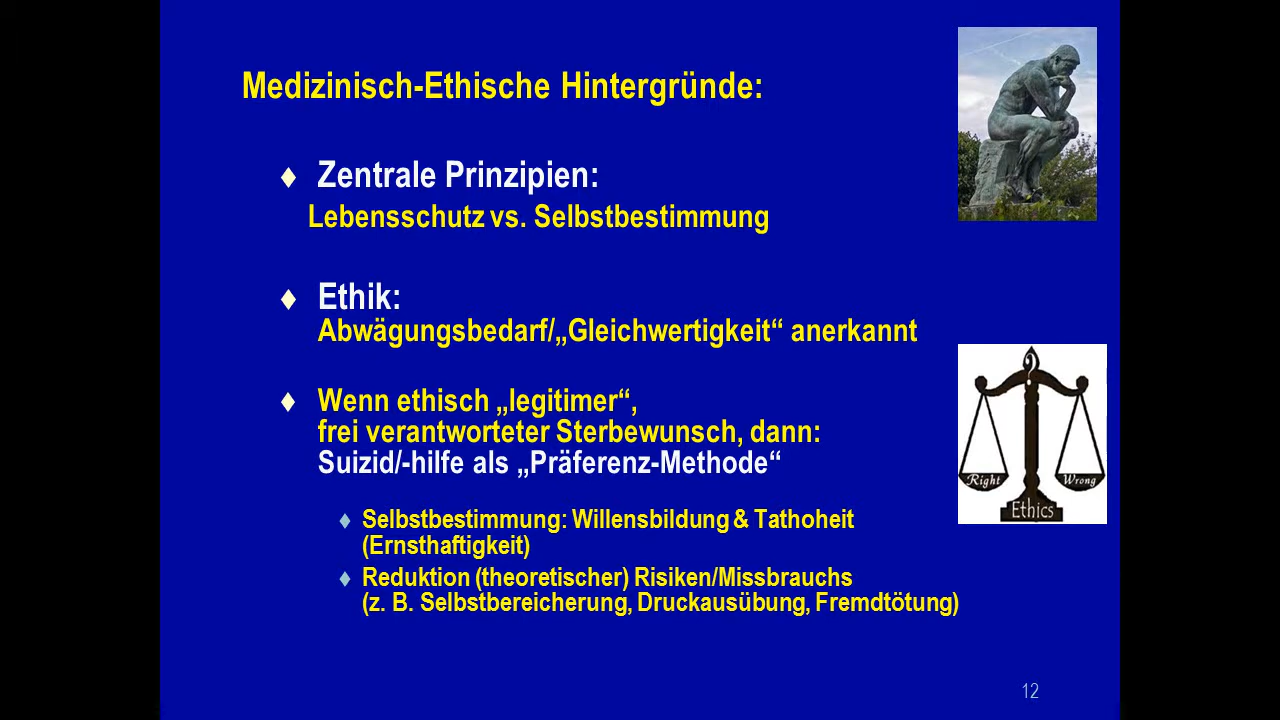 Medizinisch-Ethische Hintergründe:
Zentrale Prinzipien:
Lebensschutz vs. Selbstbestimmung
Ethik:
Abwägungsbedarf/„Gleichwertigkeit“ anerkannt
Wenn ethisch „legitimer“,
frei verantworteter Sterbewunsch, dann:
Suizid/-hilfe als „Präferenz-Methode“
Selbstbestimmung: Willensbildung & Tathoheit
(Ernsthaftigkeit)
Reduktion (theoretischer) Risiken/Missbrauchs
(z. B. Selbstbereicherung, Druckausübung, Fremdtötung)
Right
Wrong
Ethics
12